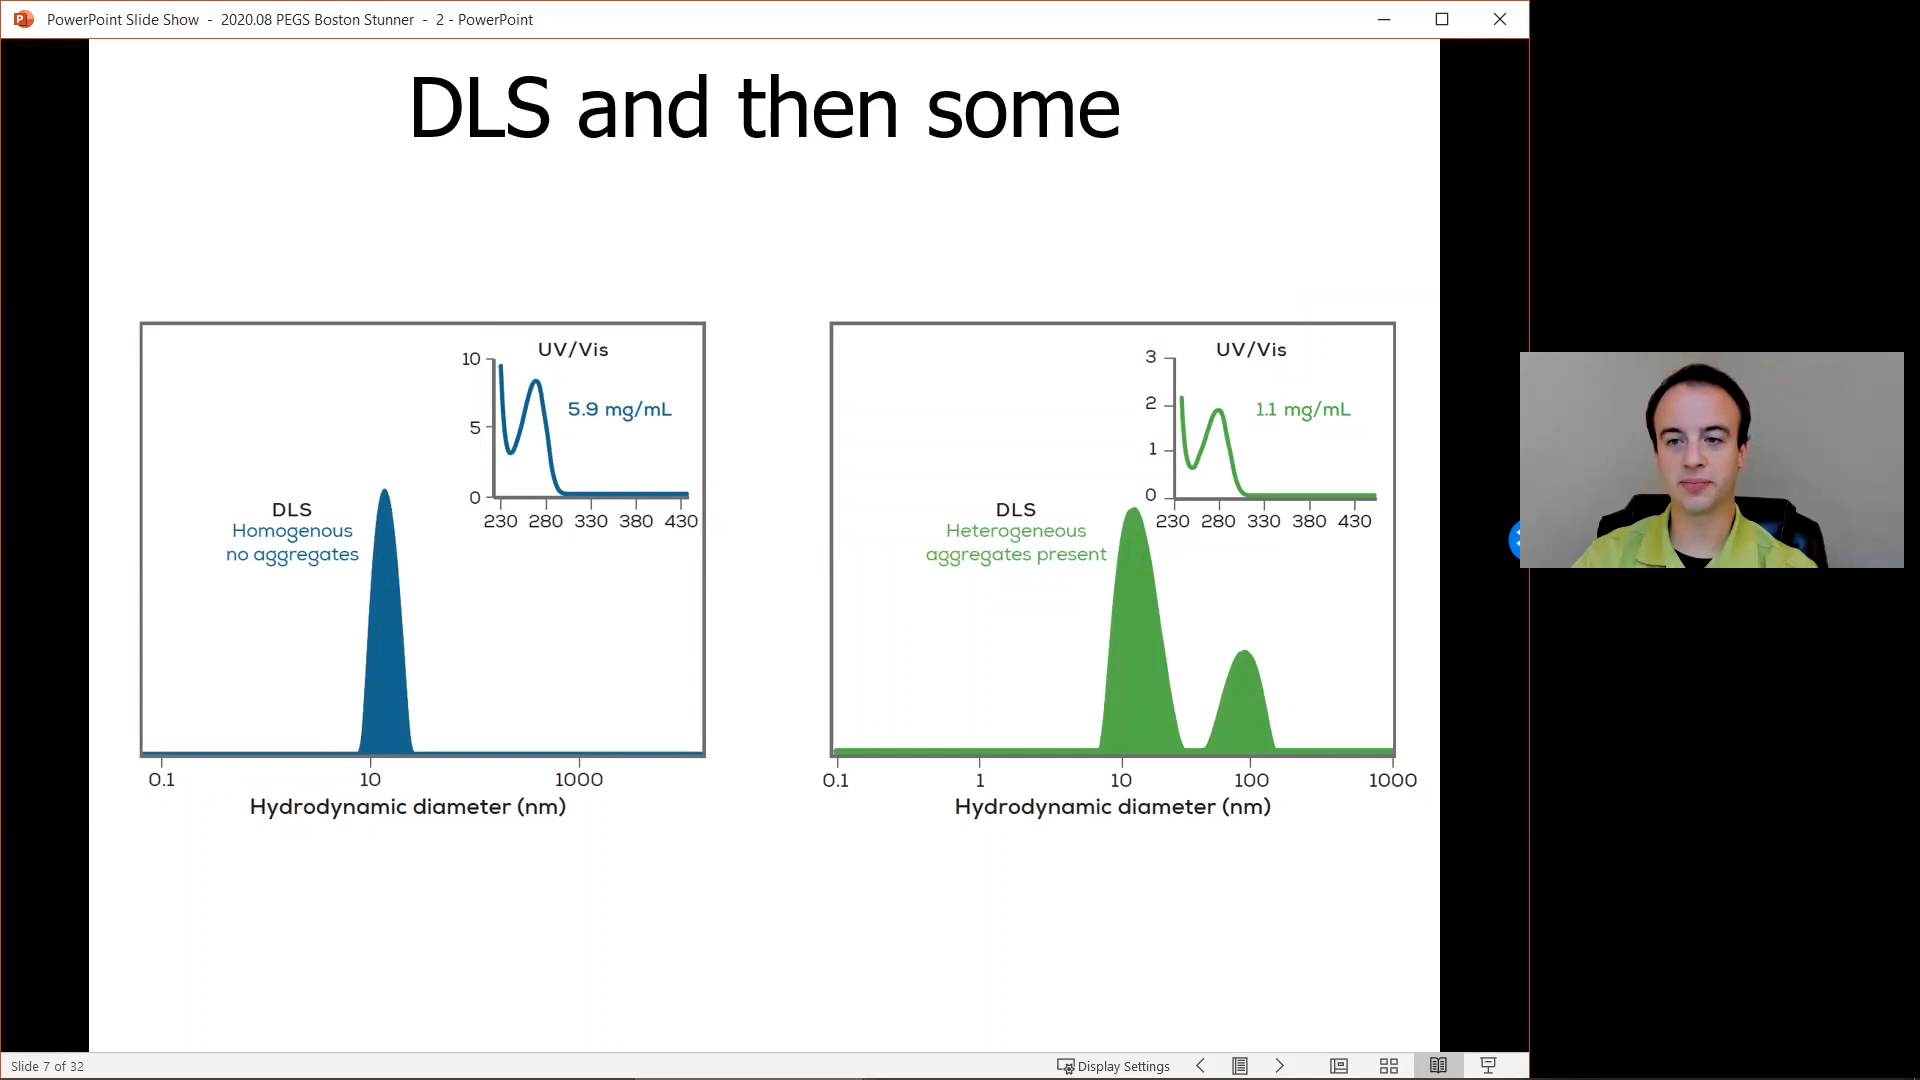 PowerPoint Slide Show - 2020.08 PEGS Boston Stunner - 2 - PowerPoint
DLS and then some
UV/Vis
10
5
0
5.9 mg/mL
230 280 330 380 430
DLS
Homogenous
no aggregates
0.1 10 1000
Hydrodynamic diameter (nm)
UV/Vis
3
2
1
0
1.1 mg/mL
230 280 330 380 430
DLS
Heterogeneous
aggregates present
0.1 1 10 100 1000
Hydrodynamic diameter (nm)
Slide 7 of 32
Display Settings